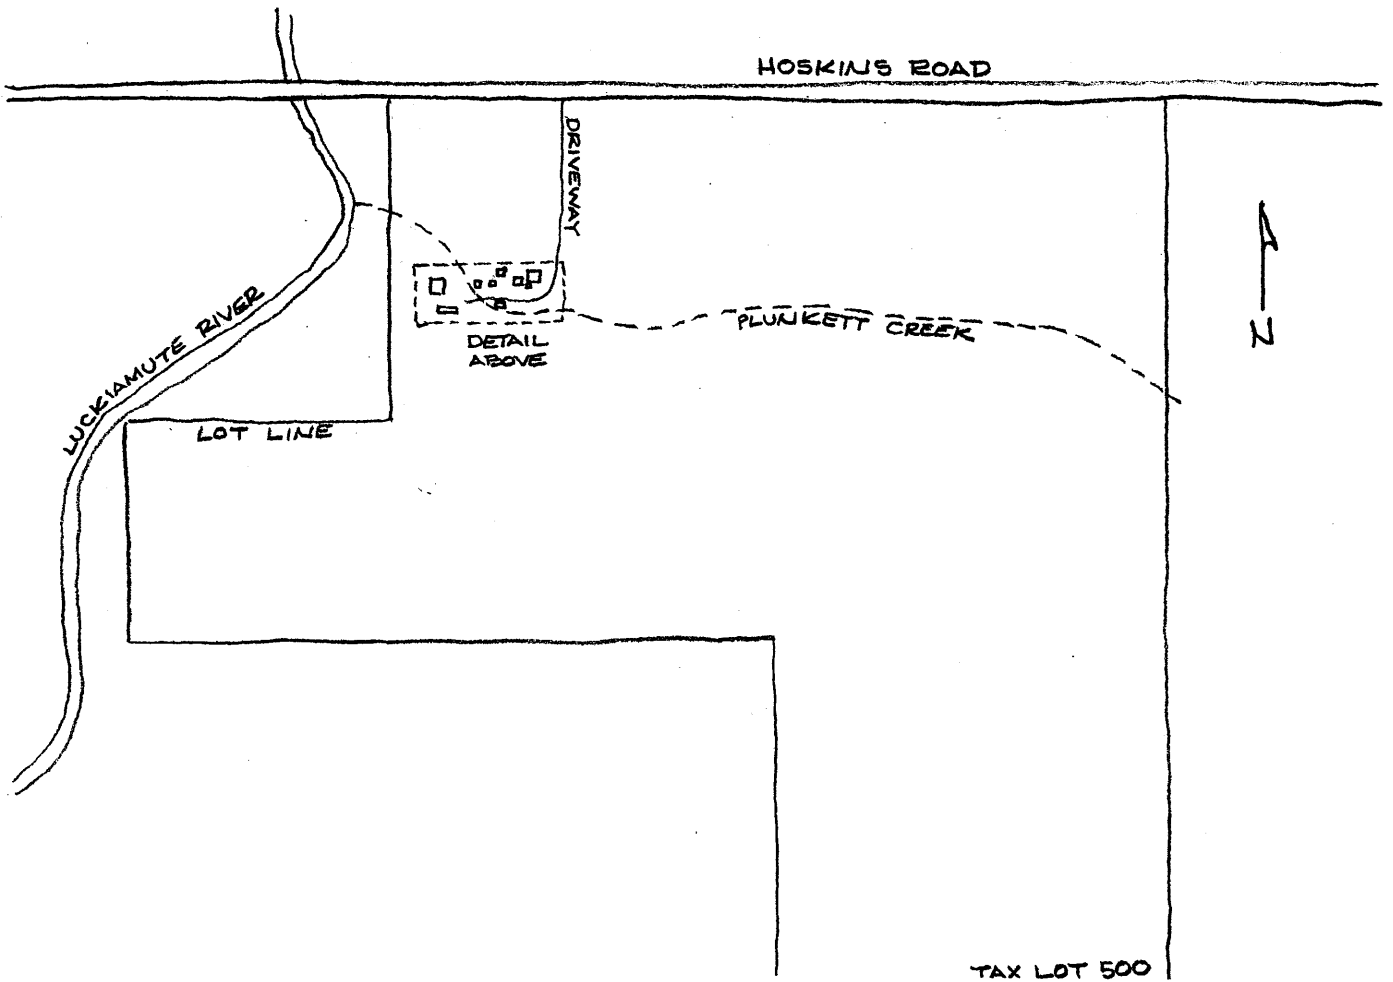 HOSKINS ROAD
DRIVEWAY
N
LUCKIAMUTE RIVER
PLUNKETT CREEK
DETAIL
ABOVE
LOT LINE
TAX LOT 500